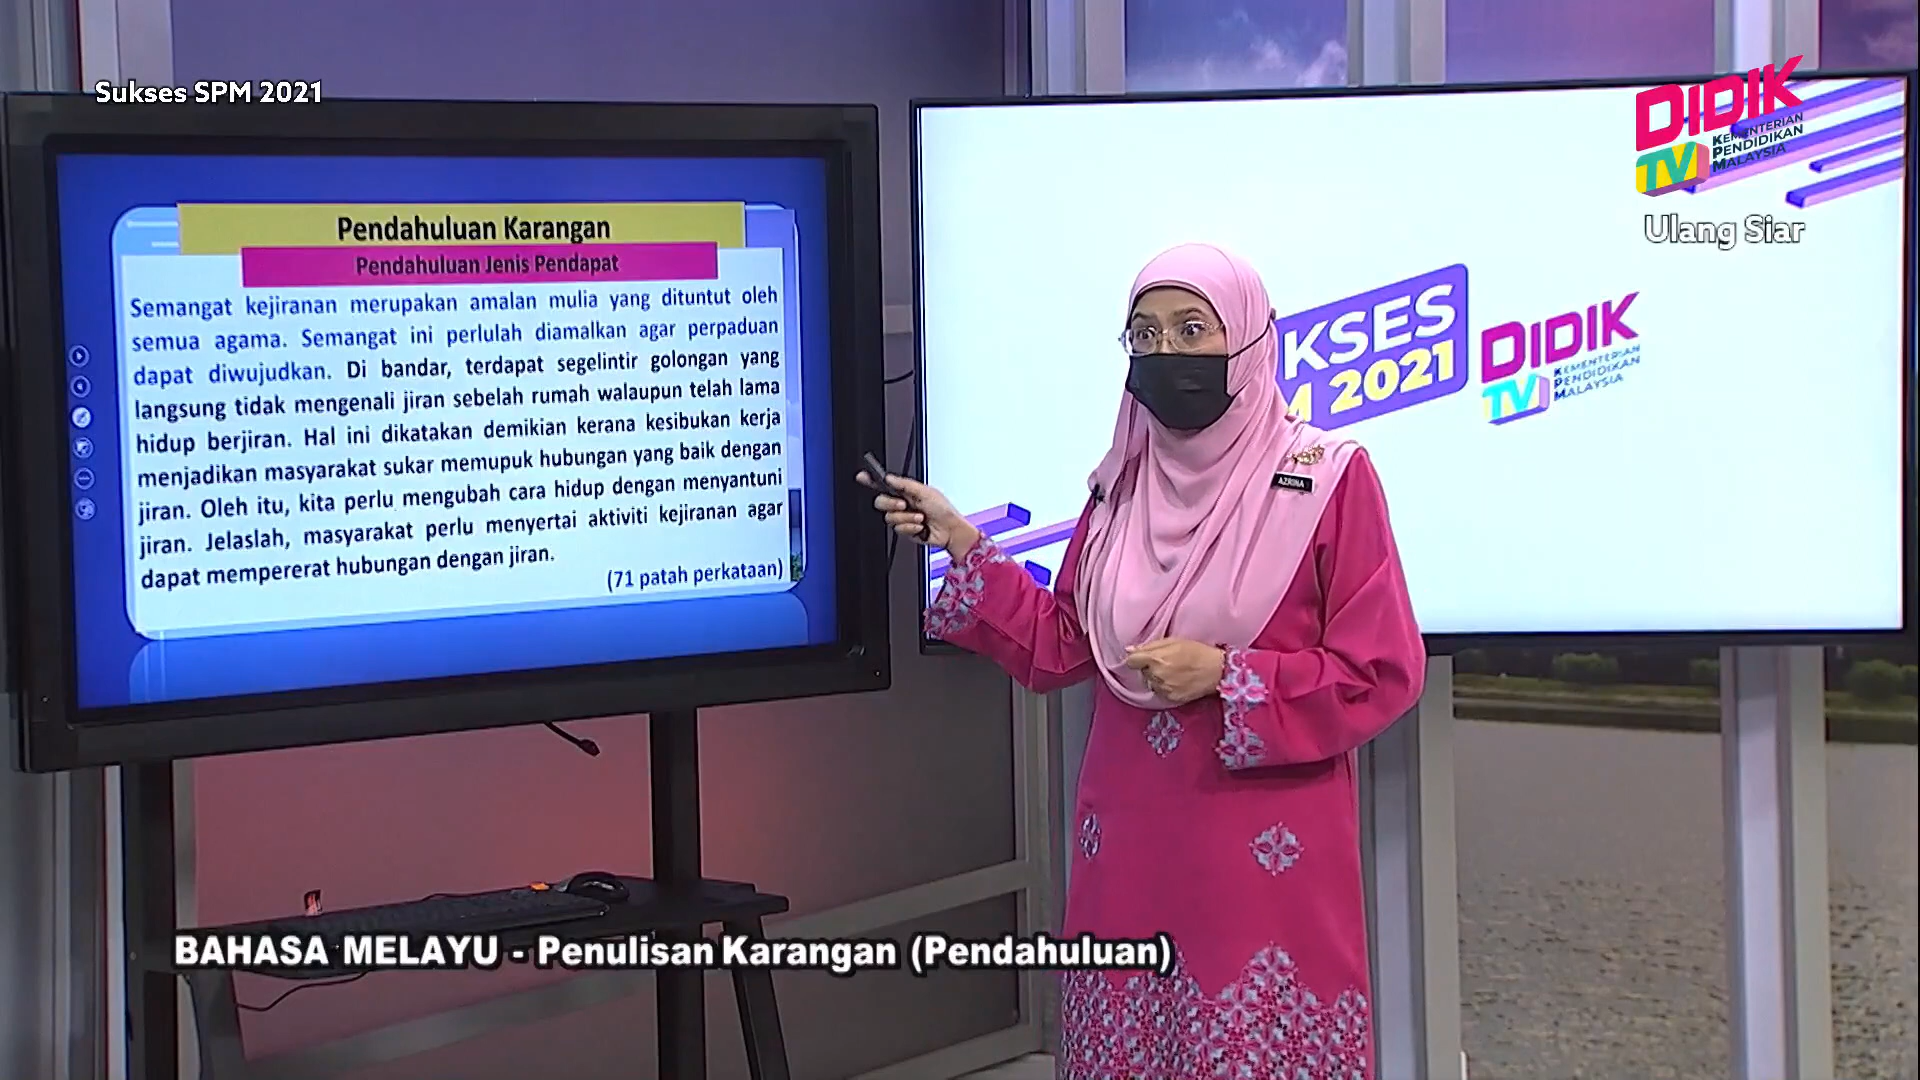 Sukses SPM 2021
DIDIK
TV
KEMENTERIAN
PENDIDIKAN
MALAYSIA
Ulang Siar
Pendahuluan Karangan
Pendahuluan Jenis Pendapat
Semangat kejiranan merupakan amalan mulia yang dituntut oleh
semua agama. Semangat ini perlulah diamalkan agar perpaduan
dapat diwujudkan. Di bandar, terdapat segelintir golongan yang
langsung tidak mengenali jiran sebelah rumah walaupun telah lama
hidup berjiran. Hal ini dikatakan demikian kerana kesibukan kerja
menjadikan masyarakat sukar memupuk hubungan yang baik dengan
jiran. Oleh itu, kita perlu mengubah cara hidup dengan menyantuni
jiran. Jelaslah, masyarakat perlu menyertai aktiviti kejiranan agar
dapat mempererat hubungan dengan jiran.
(71 patah perkataan)
KSES
M 2021
DIDIK
TV
KEMENTERIAN
PENDIDIKAN
MALAYSIA
AZRINA
BAHASA MELAYU - Penulisan Karangan (Pendahuluan)